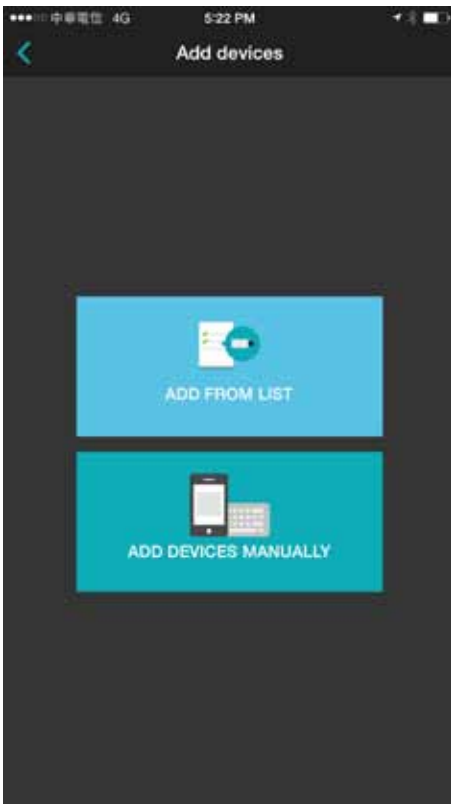 中華電信 4G 5:22 PM
Add devices
ADD FROM LIST
ADD DEVICES MANUALLY